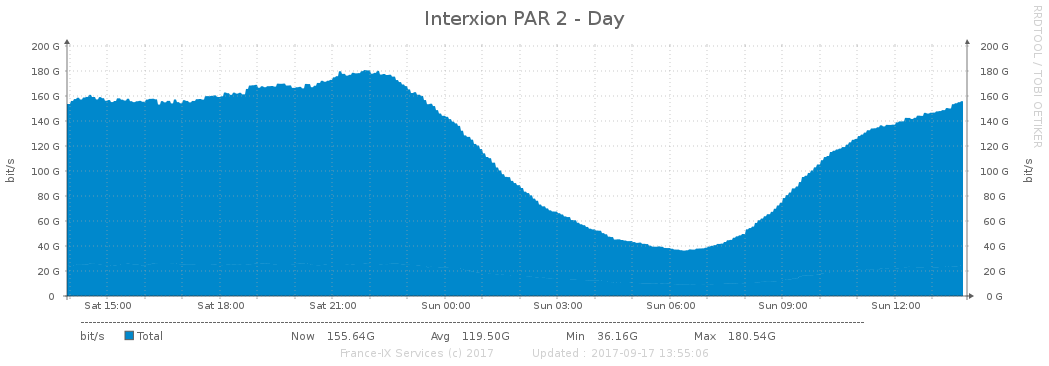 Interxion PAR 2 - Day
RRDTOOL / TOBI OETIKER
200 G 200 G
180 G 180 G
160 G 160 G
140 G 140 G
120 G 120 G
100 G 100 G
80 G 80 G
60 G 60 G
40 G 40 G
20 G 20 G
0 0 G
bit/s
bit/s
Sat 15:00 Sat 18:00 Sat 21:00 Sun 00:00 Sun 03:00 Sun 06:00 Sun 09:00 Sun 12:00
bit/s Total Now 155.64G Avg 119.50G Min 36.16G Max 180.54G
France-IX Services (c) 2017 Updated : 2017-09-17 13:55:06